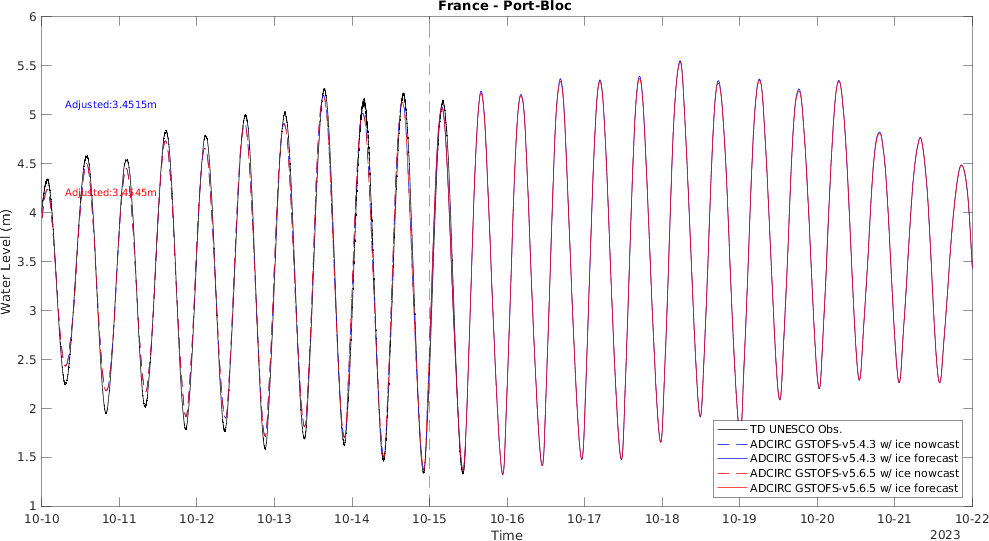 France - Port-Bloc
6
5.5
5
4.5
4
3.5
3
2.5
2
1.5
1
Water Level (m)
Adjusted:3.4515m
Adjusted:3.4545m
TD UNESCO Obs.
ADCIRC GSTOFS-v5.4.3 w/ ice nowcast
ADCIRC GSTOFS-v5.4.3 w/ ice forecast
ADCIRC GSTOFS-v5.6.5 w/ ice nowcast
ADCIRC GSTOFS-v5.6.5 w/ ice forecast
10-10 10-11 10-12 10-13 10-14 10-15 10-16 10-17 10-18 10-19 10-20 10-21 10-22
Time
2023